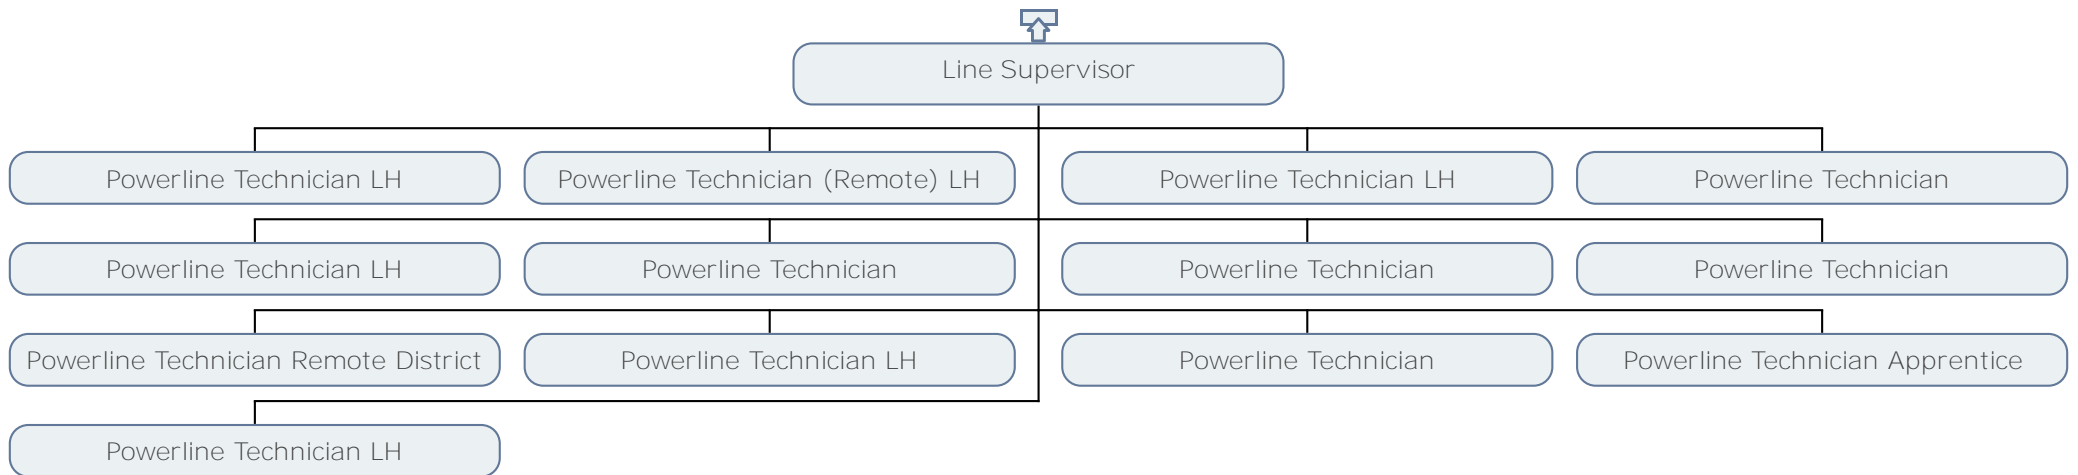 Line Supervisor
Powerline Technician LH
Powerline Technician (Remote) LH
Powerline Technician LH
Powerline Technician
Powerline Technician LH
Powerline Technician
Powerline Technician
Powerline Technician
Powerline Technician Remote District
Powerline Technician LH
Powerline Technician
Powerline Technician Apprentice
Powerline Technician LH